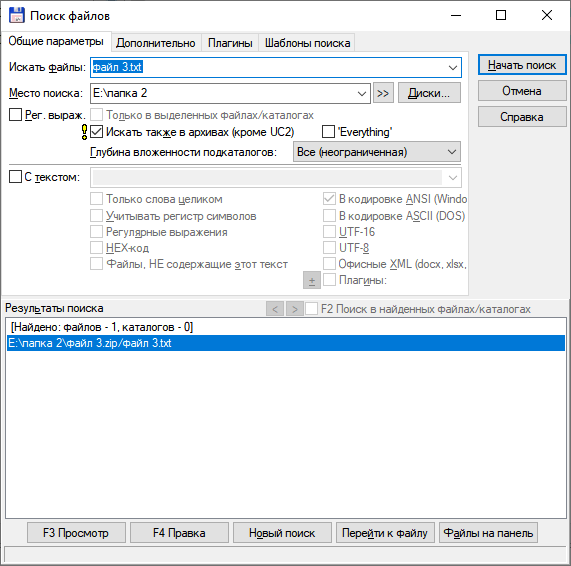 Поиск файлов
Общие параметры Дополнительно Плагины Шаблоны поиска
Искать файлы: файл 3.txt Начать поиск
Место поиска: E:\папка 2 >> Диски... Отмена
Рег. выраж. Только в выделенных файлах/каталогах Справка
Искать также в архивах (кроме UC2) 'Everything'
Глубина вложенности подкаталогов: Все (неограниченная)
С текстом:
Только слова целиком В кодировке ANSI (Windo
Учитывать регистр символов В кодировке ASCII (DOS)
Регулярные выражения UTF-16
HEX-код UTF-8
Файлы, НЕ содержащие этот текст Офисные XML (docx, xlsx,
± Плагины:
Результаты поиска < > F2 Поиск в найденных файлах/каталогах
[Найдено: файлов - 1, каталогов - 0]
E:\папка 2\файл 3.zip/файл 3.txt
F3 Просмотр F4 Правка Новый поиск Перейти к файлу Файлы на панель